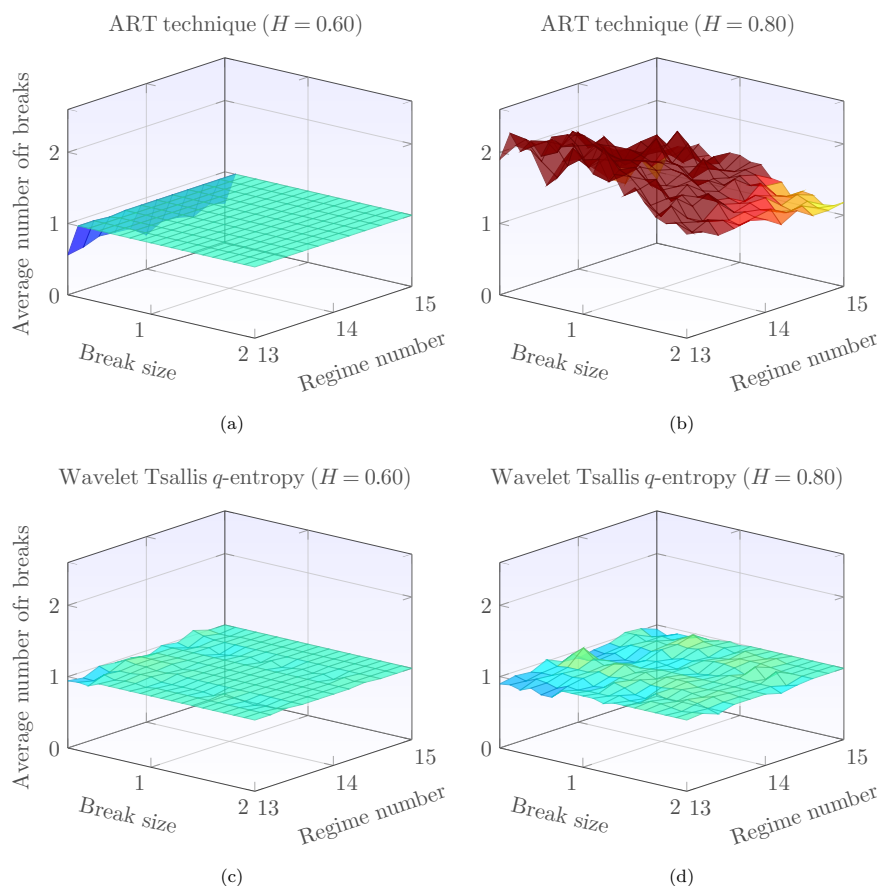 ART technique (H = 0.60)
ART technique (H = 0.80)
Average number ofr breaks
2
1
0
1
2
13
14
15
Break size
Regime number
2
1
0
1
2
13
14
15
Break size
Regime number
(a)
(b)
Wavelet Tsallis q-entropy (H = 0.60)
Wavelet Tsallis q-entropy (H = 0.80)
Average number ofr breaks
2
1
0
1
2
13
14
15
Break size
Regime number
2
1
0
1
2
13
14
15
Break size
Regime number
(c)
(d)